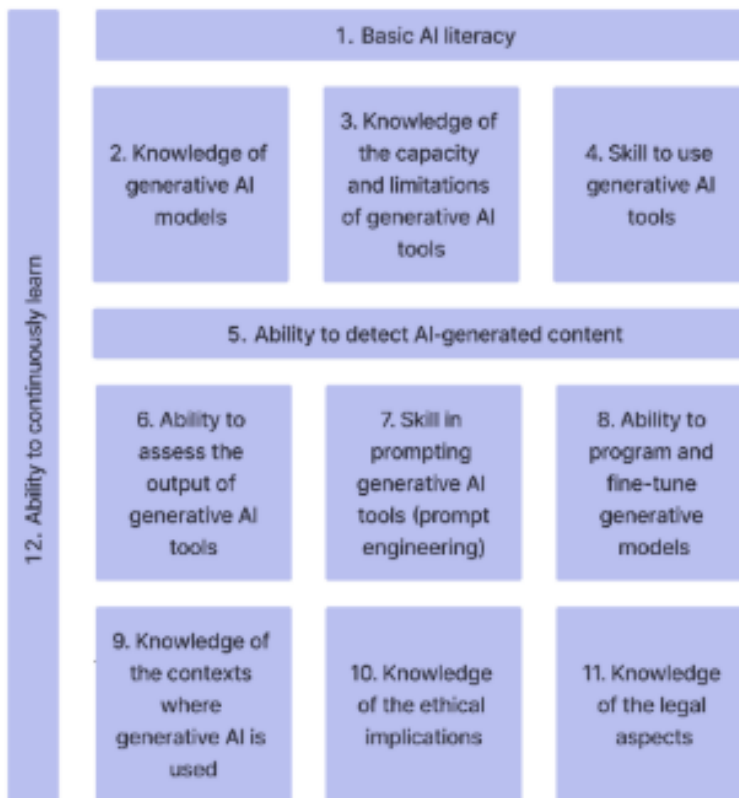 1. Basic AI literacy
2. Knowledge of
generative AI
models
3. Knowledge of
the capacity
and limitations
of generative AI
tools
4. Skill to use
generative AI
tools
5. Ability to detect AI-generated content
6. Ability to
assess the
output of
generative AI
tools
7. Skill in
prompting
generative AI
tools (prompt
engineering)
8. Ability to
program and
fine-tune
generative
models
9. Knowledge of
the contexts
where
generative AI is
used
10. Knowledge
of the ethical
implications
11. Knowledge
of the legal
aspects
12. Ability to continuously learn